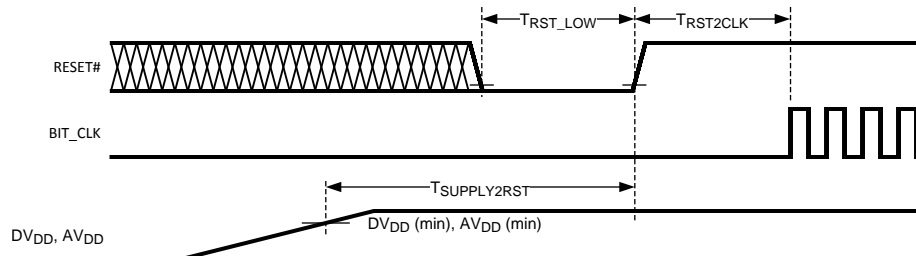 TRST_LOW TRST2CLK
RESET#
BIT_CLK
TSUPPLY2RST
DVDD (min), AVDD (min)
DVDD, AVDD